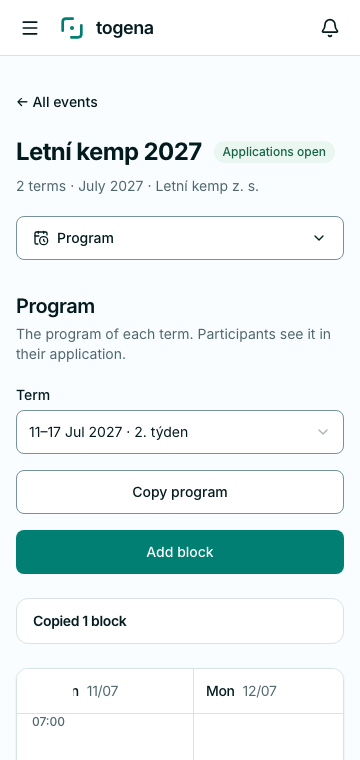 togena
← All events
Letní kemp 2027 Applications open
2 terms · July 2027 · Letní kemp z. s.
Program
Program
The program of each term. Participants see it in
their application.
Term
11–17 Jul 2027 · 2. týden
Copy program
Add block
Copied 1 block
11/07 Mon 12/07
07:00